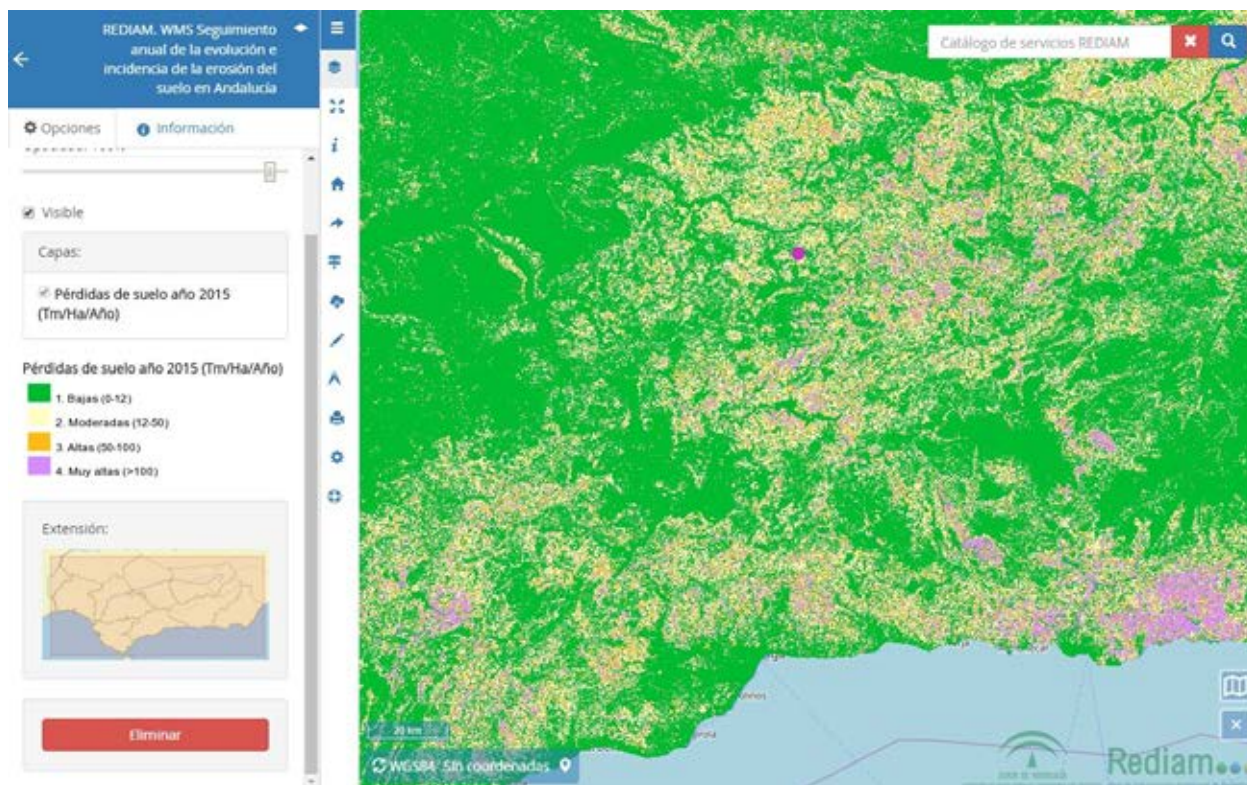 REDIAM. WMS Seguimiento
anual de la evolución e
incidencia de la erosión del
suelo en Andalucía
Opciones
Información
Visible
Capas:
Pérdidas de suelo año 2015
(Tm/Ha/Año)
Pérdidas de suelo año 2015 (Tm/Ha/Año)
1. Bajas (0-12)
2. Moderadas (12-50)
3. Altas (50-100)
4. Muy altas (>100)
Extensión:
Eliminar
Catálogo de servicios REDIAM
20 km
WGS84 Sin coordenadas
Rediam